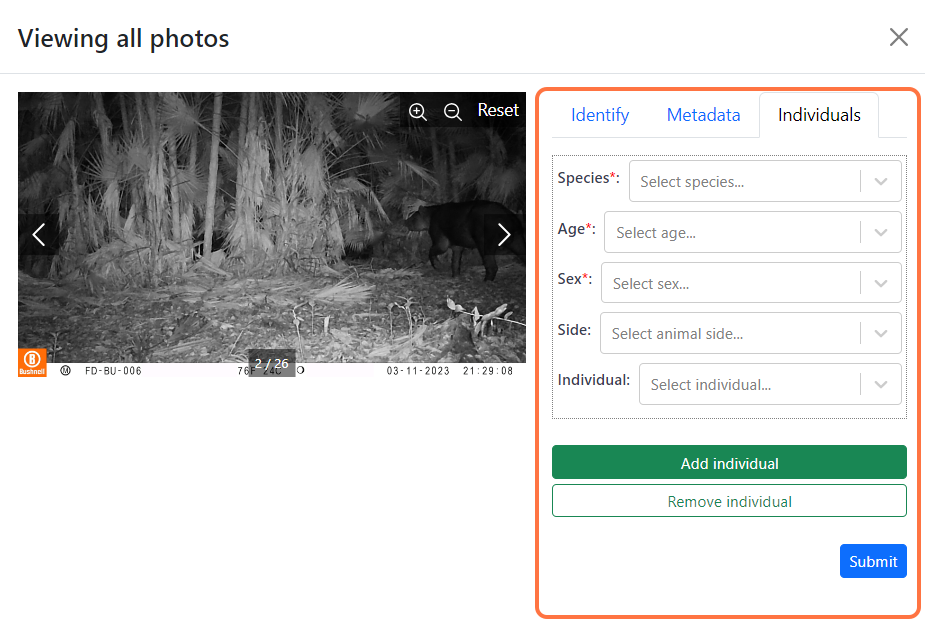 Viewing all photos
Reset
2 / 26
Bushnell
M FD-BU-006
03-11-2023 21:29:08
Identify
Metadata
Individuals
Species*:
Select species...
Age*:
Select age...
Sex*:
Select sex...
Side:
Select animal side...
Individual:
Select individual...
Add individual
Remove individual
Submit